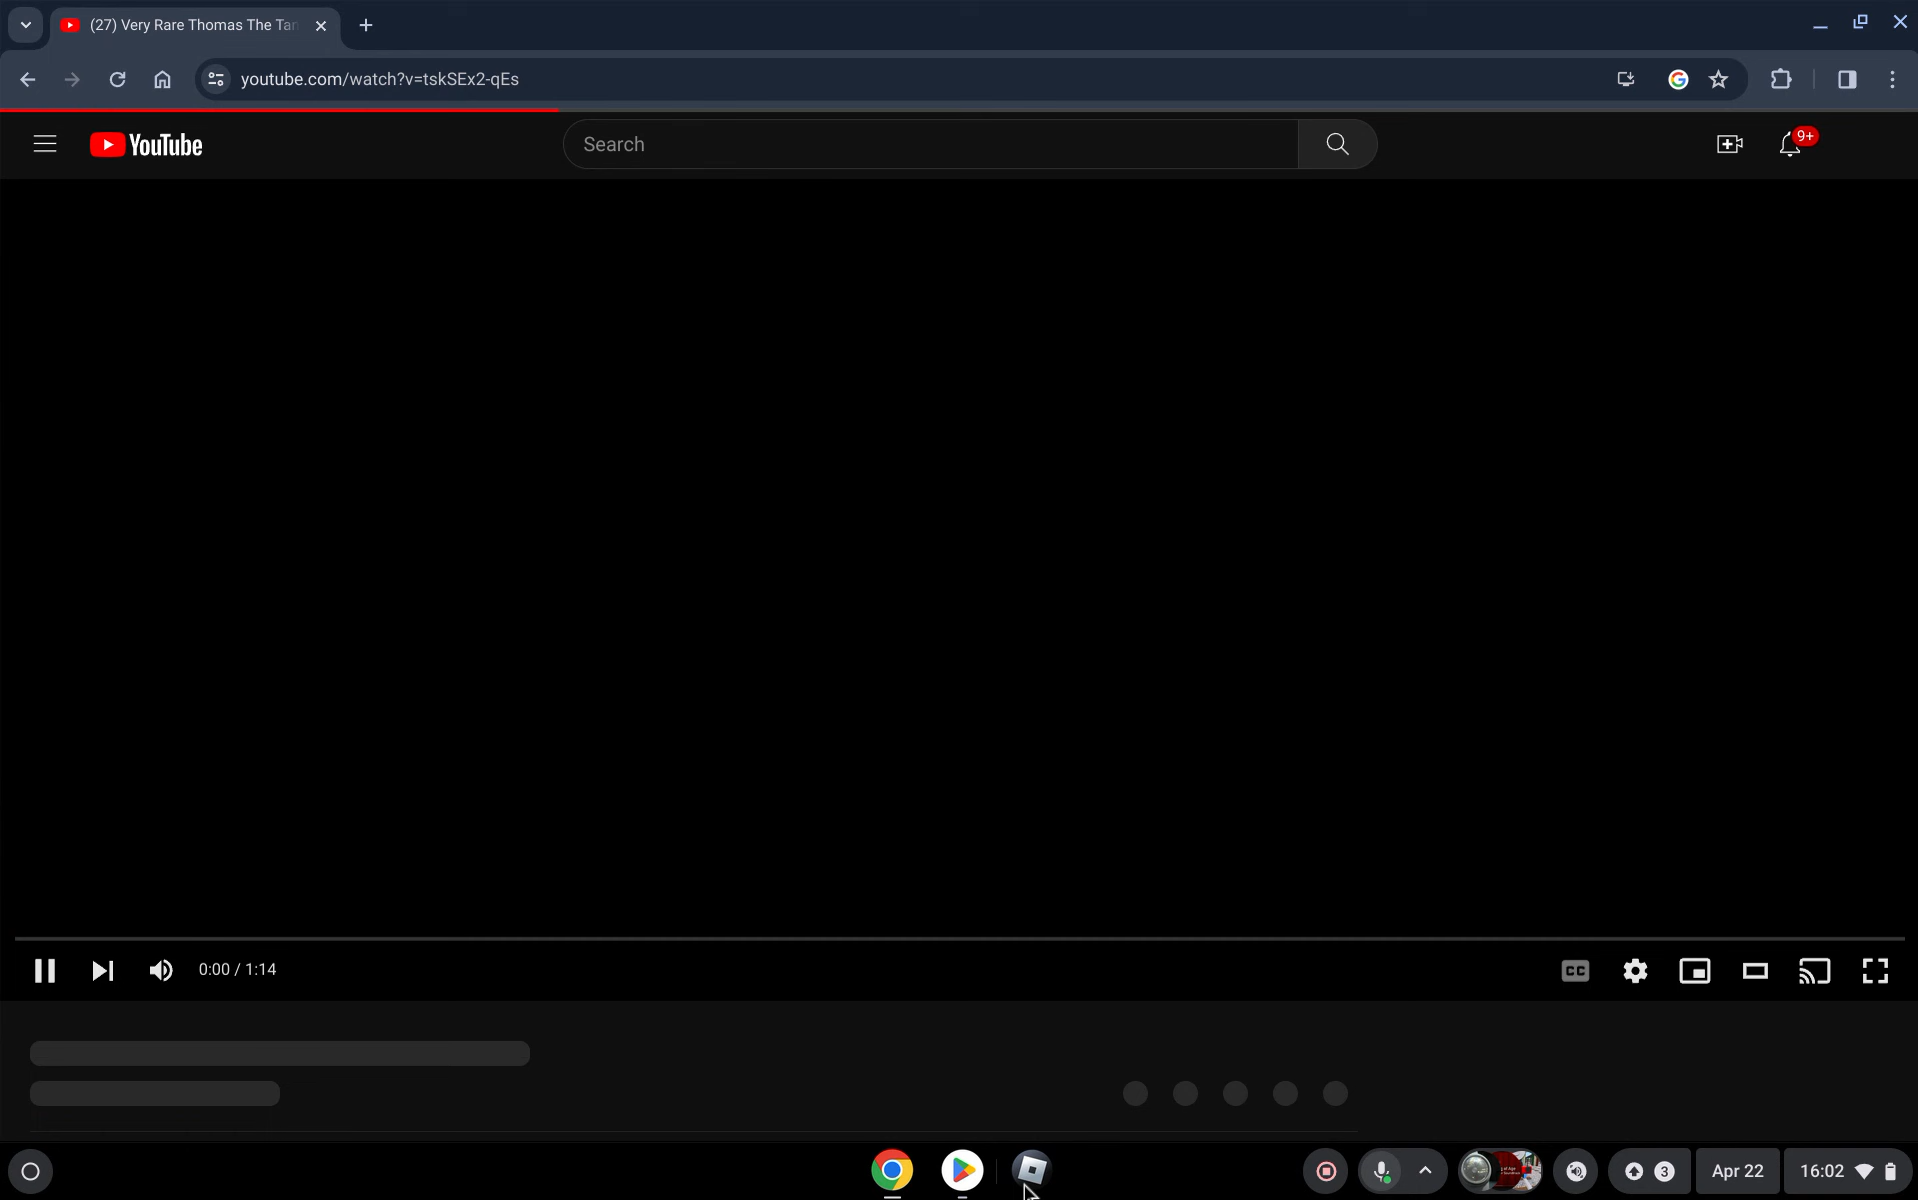 (27) Very Rare Thomas The Tan
youtube.com/watch?v=tskSEx2-qEs
YouTube
Search
9+
0:00 / 1:14
CC
3
Apr 22
16:02